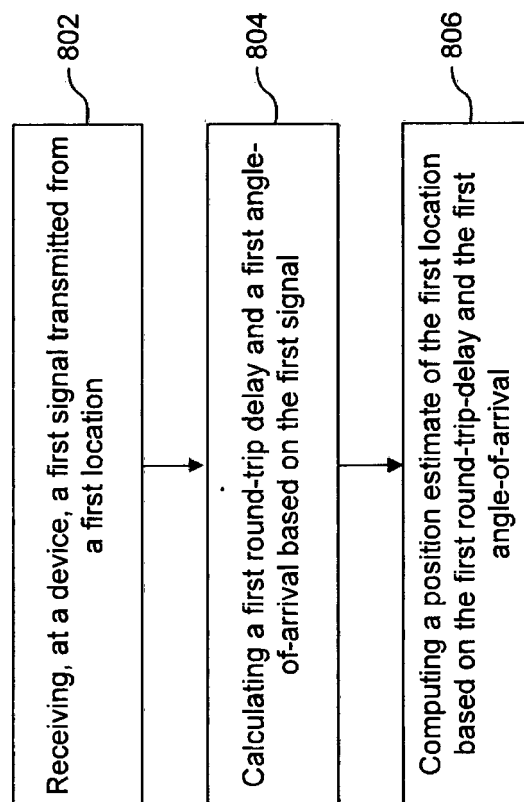 Receiving, at a device, a first signal transmitted from
a first location
802
Calculating a first round-trip delay and a first angle-
of-arrival based on the first signal
804
Computing a position estimate of the first location
based on the first round-trip-delay and the first
angle-of-arrival
806